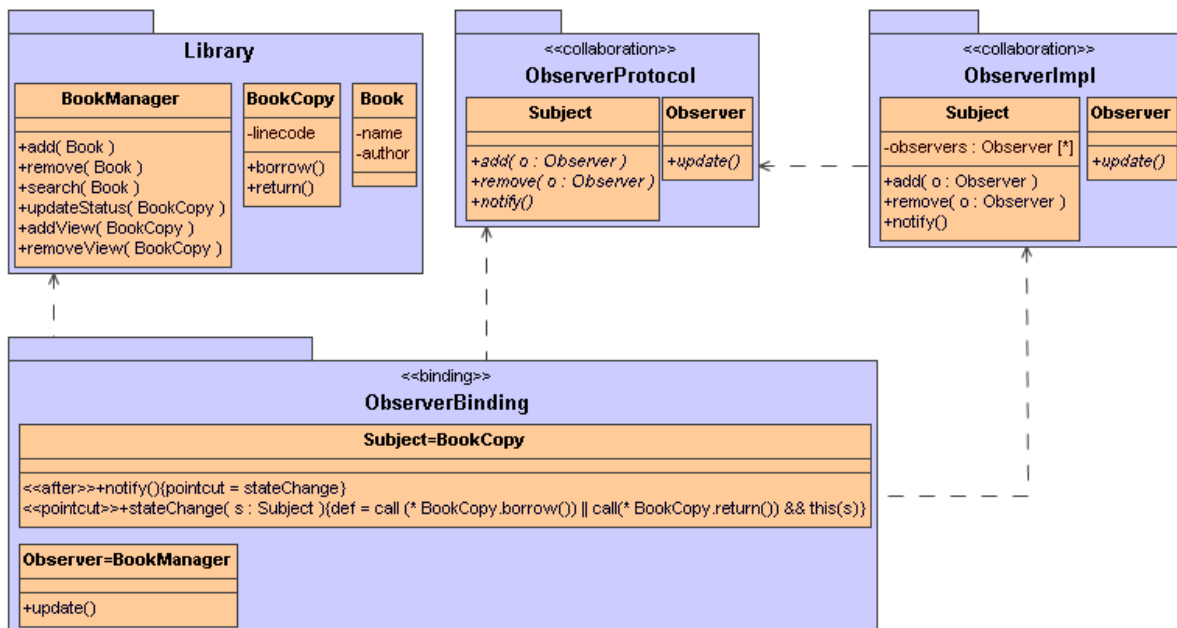 Library
BookManager
+add( Book )
+remove( Book )
+search( Book )
+updateStatus( BookCopy )
+addView( BookCopy )
+removeView( BookCopy )
BookCopy
-linecode
+borrow()
+return()
Book
-name
-author
<<collaboration>>
ObserverProtocol
Subject
+add( o : Observer )
+remove( o : Observer )
+notify()
Observer
+update()
<<collaboration>>
ObserverImpl
Subject
-observers : Observer [*]
+add( o : Observer )
+remove( o : Observer )
+notify()
Observer
+update()
<<binding>>
ObserverBinding
Subject=BookCopy
<<after>>+notify(){pointcut = stateChange}
<<pointcut>>+stateChange( s : Subject ){def = call (* BookCopy.borrow()) || call(* BookCopy.return()) && this(s)}
Observer=BookManager
+update()